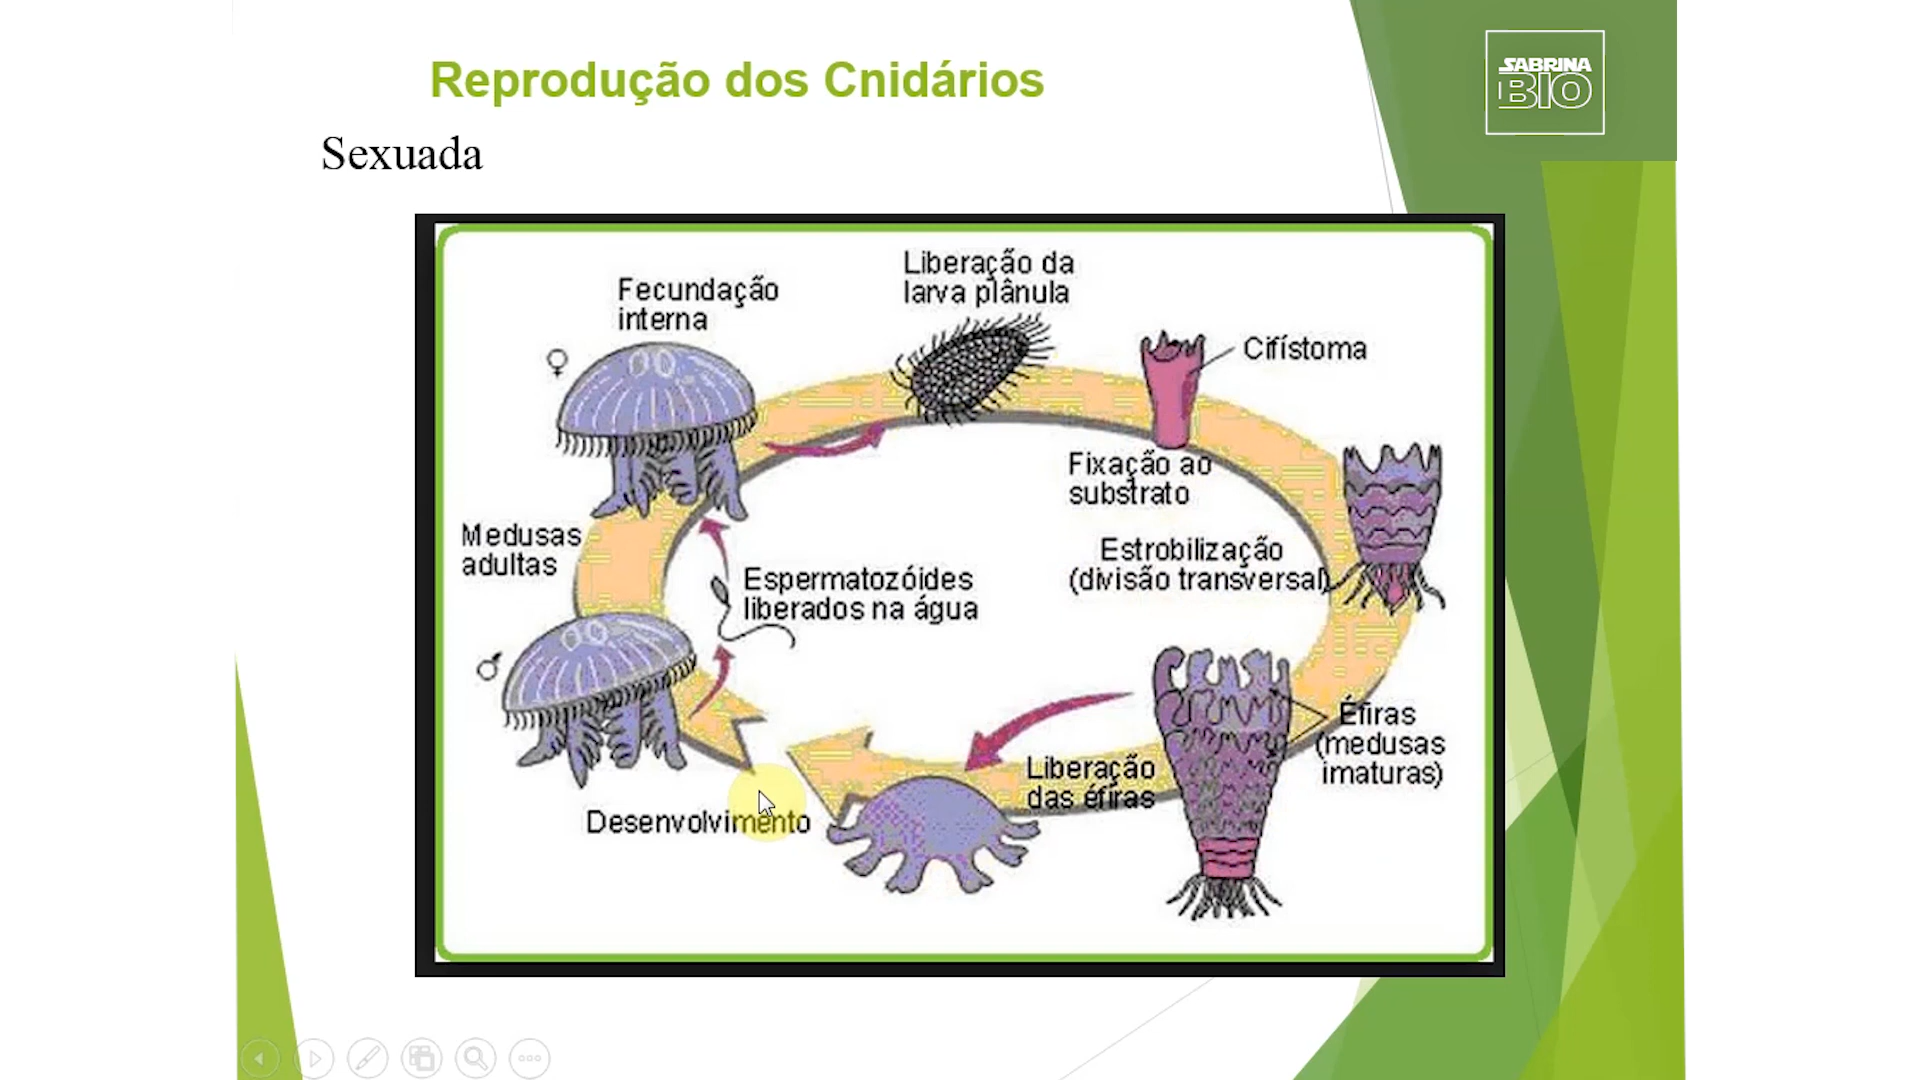 Reprodução dos Cnidários
SABRINA
BIO
Sexuada
Liberação da
larva plânula
Fecundação
interna
♀
Cifístoma
Fixação ao
substrato
Medusas
adultas
Estrobilização
(divisão transversal)
Espermatozóides
liberados na água
♂
Éfiras
(medusas
imaturas)
Liberação
das éfiras
Desenvolvimento